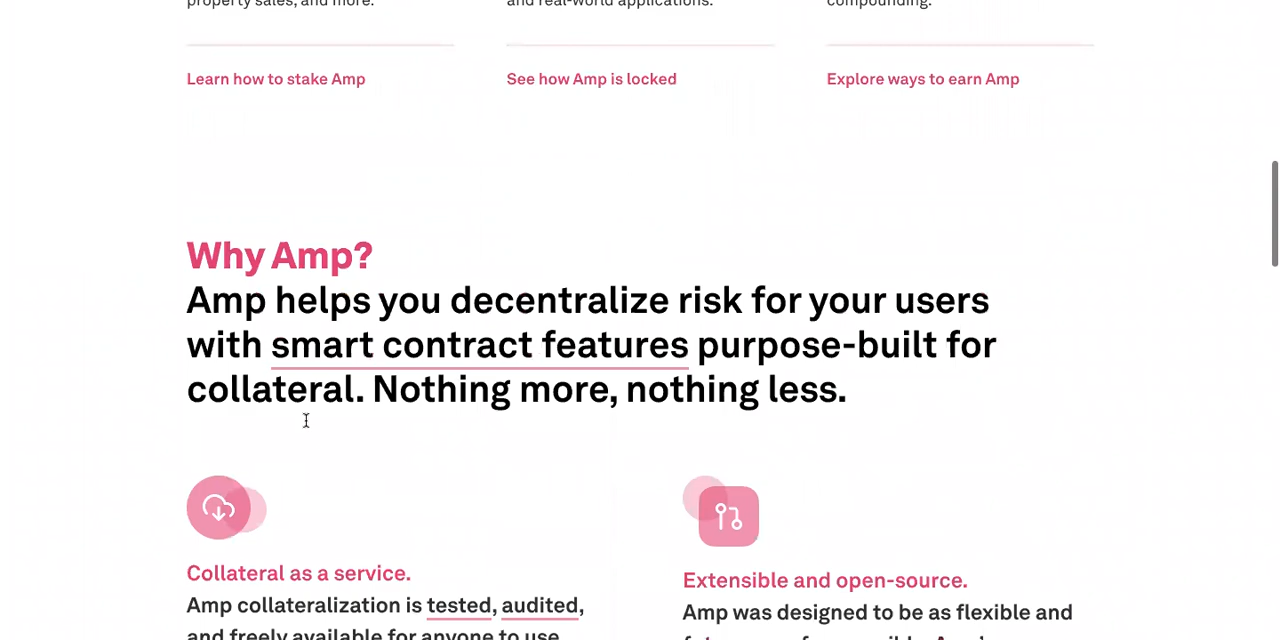 property sales, and more.
and real-world applications.
compounding.
Learn how to stake Amp
See how Amp is locked
Explore ways to earn Amp
Why Amp?
Amp helps you decentralize risk for your users
with smart contract features purpose-built for
collateral. Nothing more, nothing less.
Collateral as a service.
Amp collateralization is tested, audited,
and freely available for anyone to use
Extensible and open-source.
Amp was designed to be as flexible and